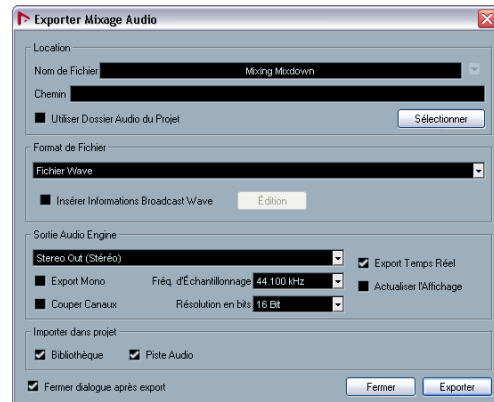 Exporter Mixage Audio
Location
Nom de Fichier Mixing Mixdown
Chemin
Utiliser Dossier Audio du Projet Sélectionner
Format de Fichier
Fichier Wave
Insérer Informations Broadcast Wave Édition
Sortie Audio Engine
Stereo Out (Stéréo) Export Temps Réel
Export Mono Fréq. d'Échantillonnage 44.100 kHz Actualiser l'Affichage
Couper Canaux Résolution en bits 16 Bit
Importer dans projet
Bibliothèque Piste Audio
Fermer dialogue après export Fermer Exporter